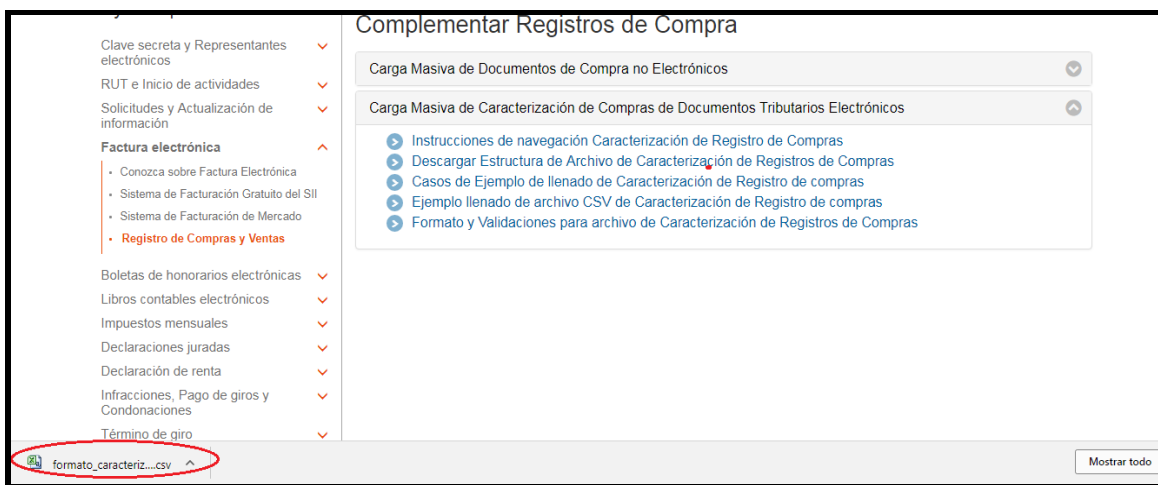 Complementar Registros de Compra
Clave secreta y Representantes
electrónicos
RUT e Inicio de actividades
Solicitudes y Actualización de
información
Factura electrónica
Conozca sobre Factura Electrónica
Sistema de Facturación Gratuito del SII
Sistema de Facturación de Mercado
Registro de Compras y Ventas
Boletas de honorarios electrónicas
Libros contables electrónicos
Impuestos mensuales
Declaraciones juradas
Declaración de renta
Infracciones, Pago de giros y
Condonaciones
Término de giro
Carga Masiva de Documentos de Compra no Electrónicos
Carga Masiva de Caracterización de Compras de Documentos Tributarios Electrónicos
Instrucciones de navegación Caracterización de Registro de Compras
Descargar Estructura de Archivo de Caracterización de Registros de Compras
Casos de Ejemplo de llenado de Caracterización de Registro de compras
Ejemplo llenado de archivo CSV de Caracterización de Registro de compras
Formato y Validaciones para archivo de Caracterización de Registros de Compras
formato_caracteriz....csv
Mostrar todo